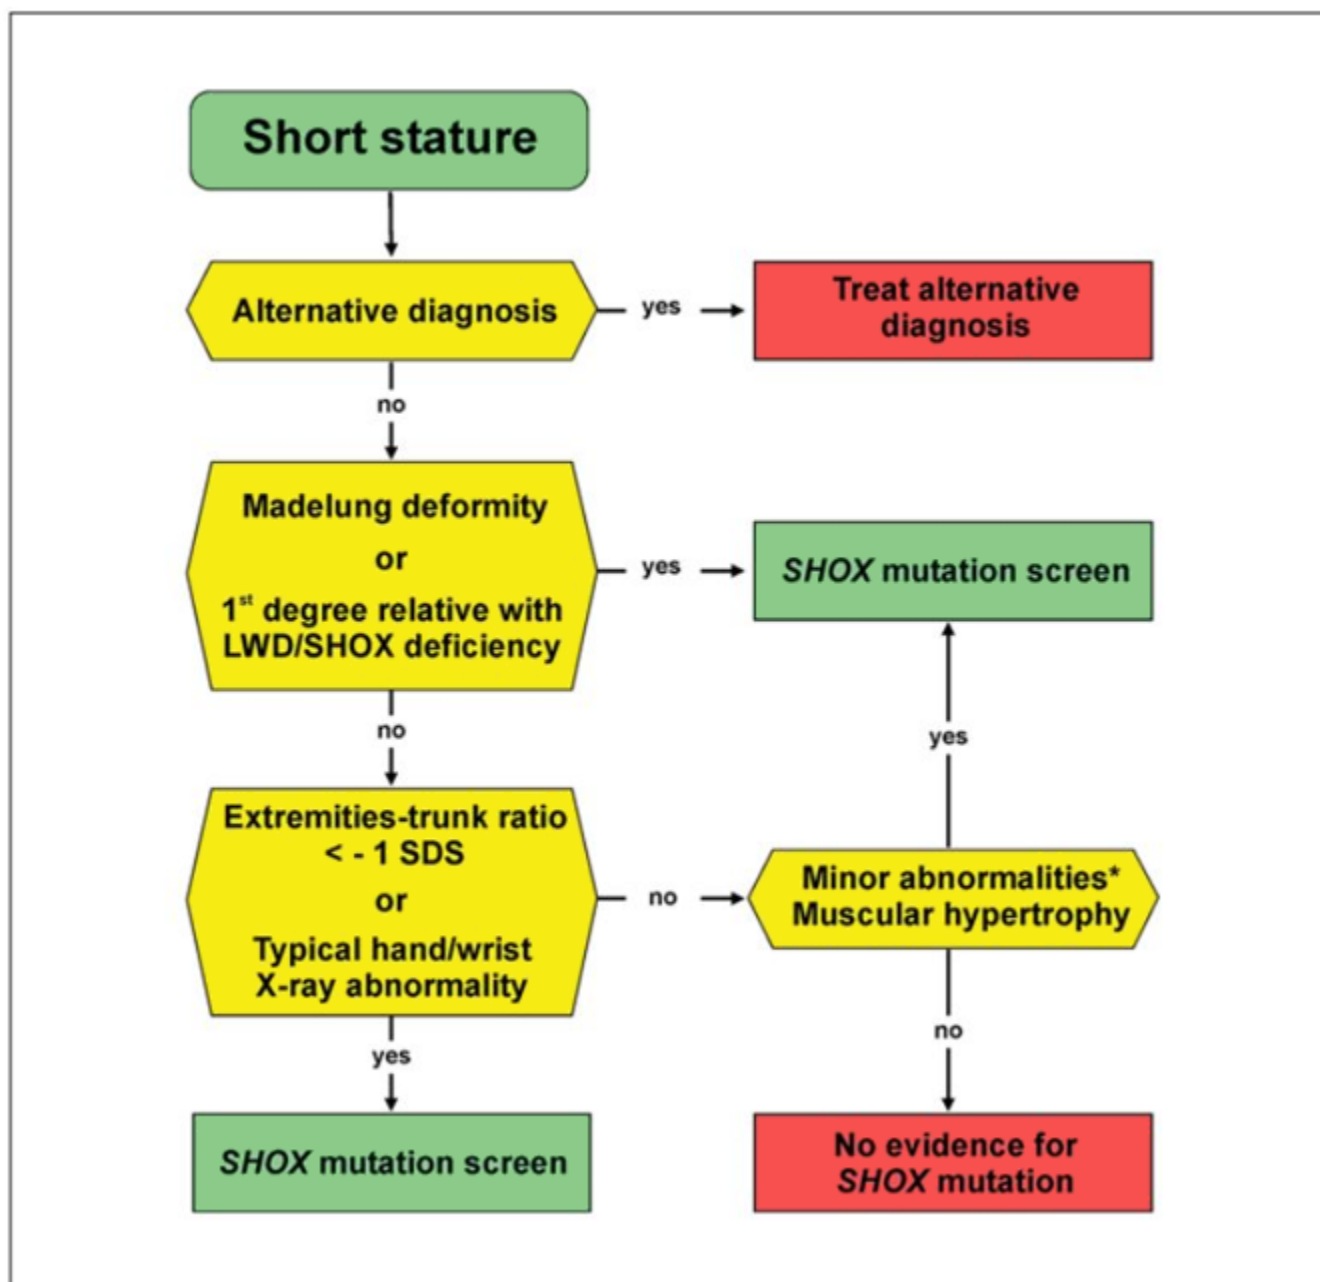 Short stature
Alternative diagnosis
yes
Treat alternative
diagnosis
no
Madelung deformity
or
1st degree relative with
LWD/SHOX deficiency
yes
SHOX mutation screen
no
yes
Extremities-trunk ratio
< - 1 SDS
or
Typical hand/wrist
X-ray abnormality
no
Minor abnormalities*
Muscular hypertrophy
yes
no
SHOX mutation screen
No evidence for
SHOX mutation